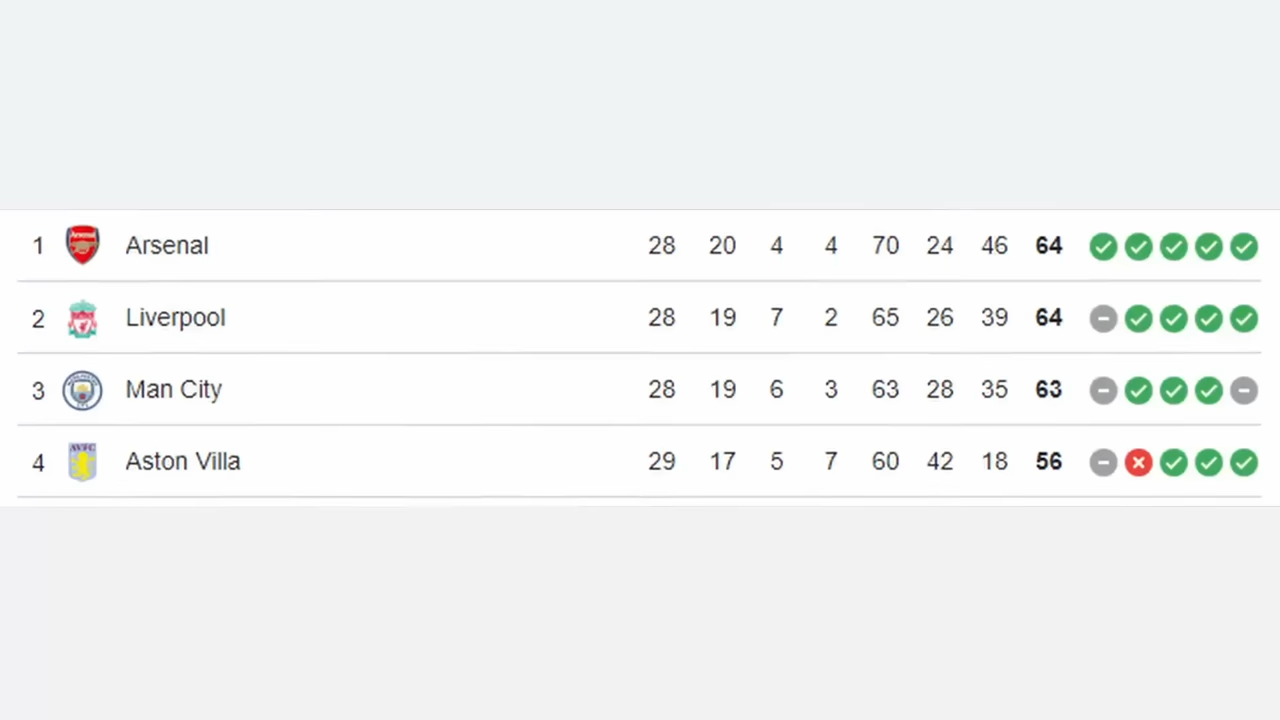 1 Arsenal Arsenal 28 20 4 4 70 24 46 64
2 Liverpool 28 19 7 2 65 26 39 64
3 Man City 28 19 6 3 63 28 35 63
4 AVFC Aston Villa 29 17 5 7 60 42 18 56